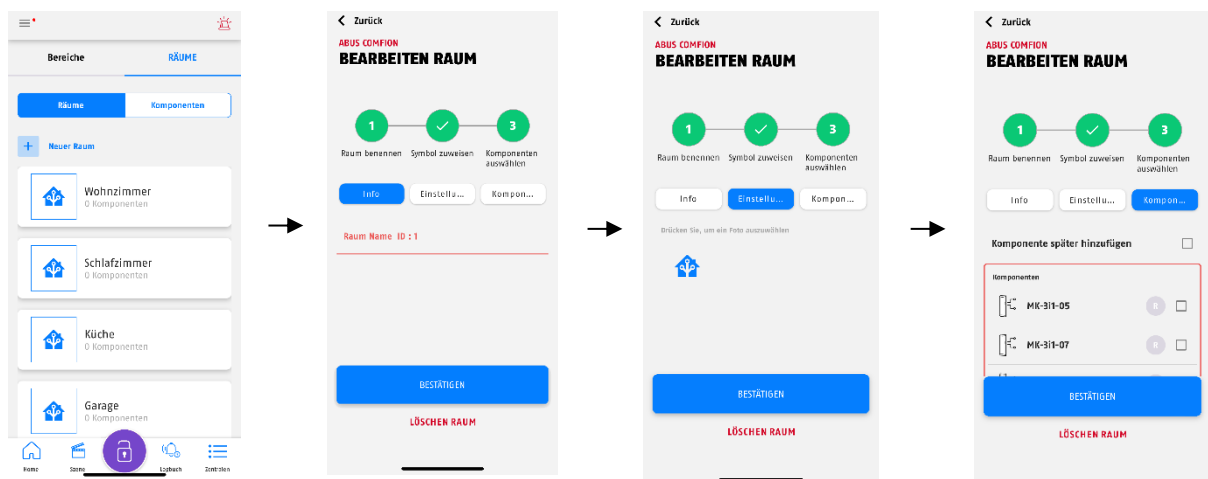 Bereiche
RÄUME
Räume
Komponenten
+ Neuer Raum
Wohnzimmer
0 Komponenten
Schlafzimmer
0 Komponenten
Küche
0 Komponenten
Garage
0 Komponenten
Home
Szene
Logbuch
Zentralen
Zurück
ABUS COMFION
BEARBEITEN RAUM
1
3
Raum benennen
Symbol zuweisen
Komponenten
auswählen
Info
Einstellu...
Kompon...
Raum Name ID : 1
BESTÄTIGEN
LÖSCHEN RAUM
Zurück
ABUS COMFION
BEARBEITEN RAUM
1
3
Raum benennen
Symbol zuweisen
Komponenten
auswählen
Info
Einstellu...
Kompon...
Drücken Sie, um ein Foto auszuwählen
BESTÄTIGEN
LÖSCHEN RAUM
Zurück
ABUS COMFION
BEARBEITEN RAUM
1
3
Raum benennen
Symbol zuweisen
Komponenten
auswählen
Info
Einstellu...
Kompon...
Komponente später hinzufügen
Komponenten
MK-3i1-05
R
MK-3i1-07
R
BESTÄTIGEN
LÖSCHEN RAUM